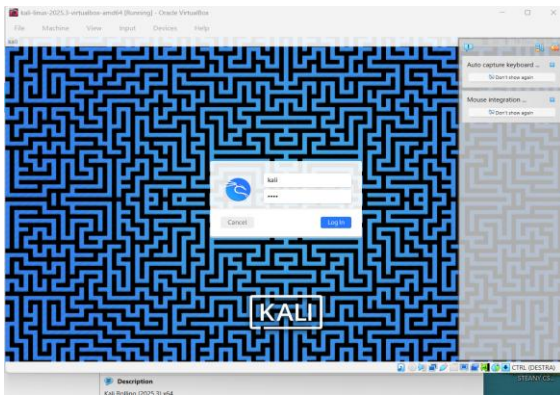 kali-linux-2025.3-virtualbox-amd64 [Running] - Oracle VirtualBox
File Machine View Input Devices Help
kali
Auto capture keyboard ...
Don't show again
Mouse integration ...
Don't show again
kali
••••
Cancel Log In
KALI
CTRL (DESTRA)
Description
Kali Rolling (2025.3) x64